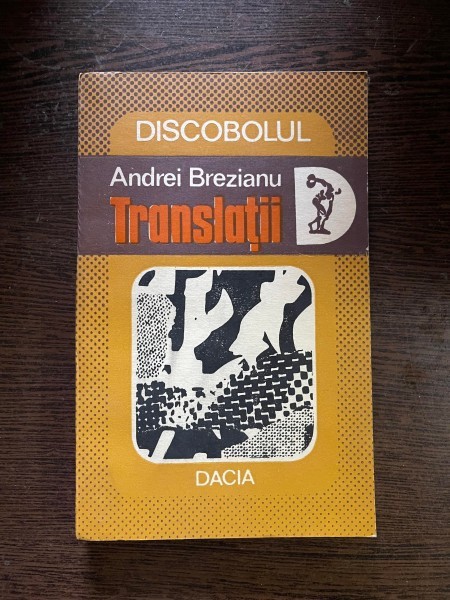 DISCOBOLUL
Andrei Brezianu
Translații
DACIA